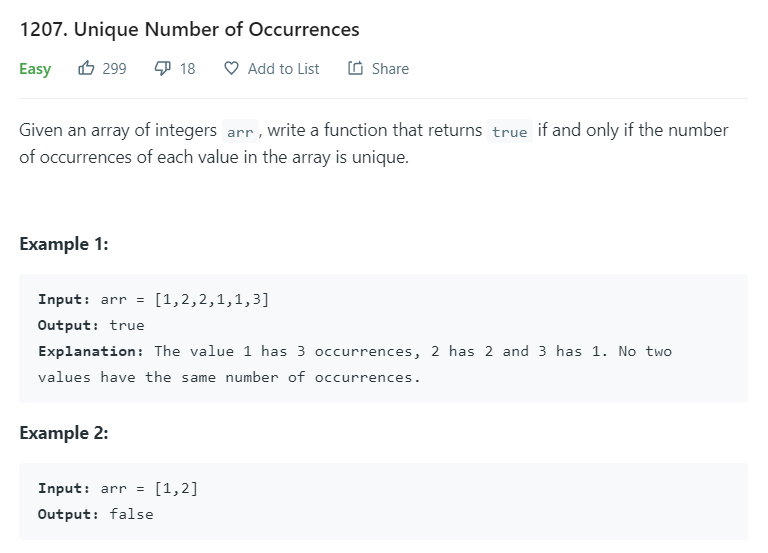 1207. Unique Number of Occurrences
Easy 299 18 Add to List Share
Given an array of integers arr , write a function that returns true if and only if the number
of occurrences of each value in the array is unique.
Example 1:
Input: arr = [1,2,2,1,1,3]
Output: true
Explanation: The value 1 has 3 occurrences, 2 has 2 and 3 has 1. No two
values have the same number of occurrences.
Example 2:
Input: arr = [1,2]
Output: false